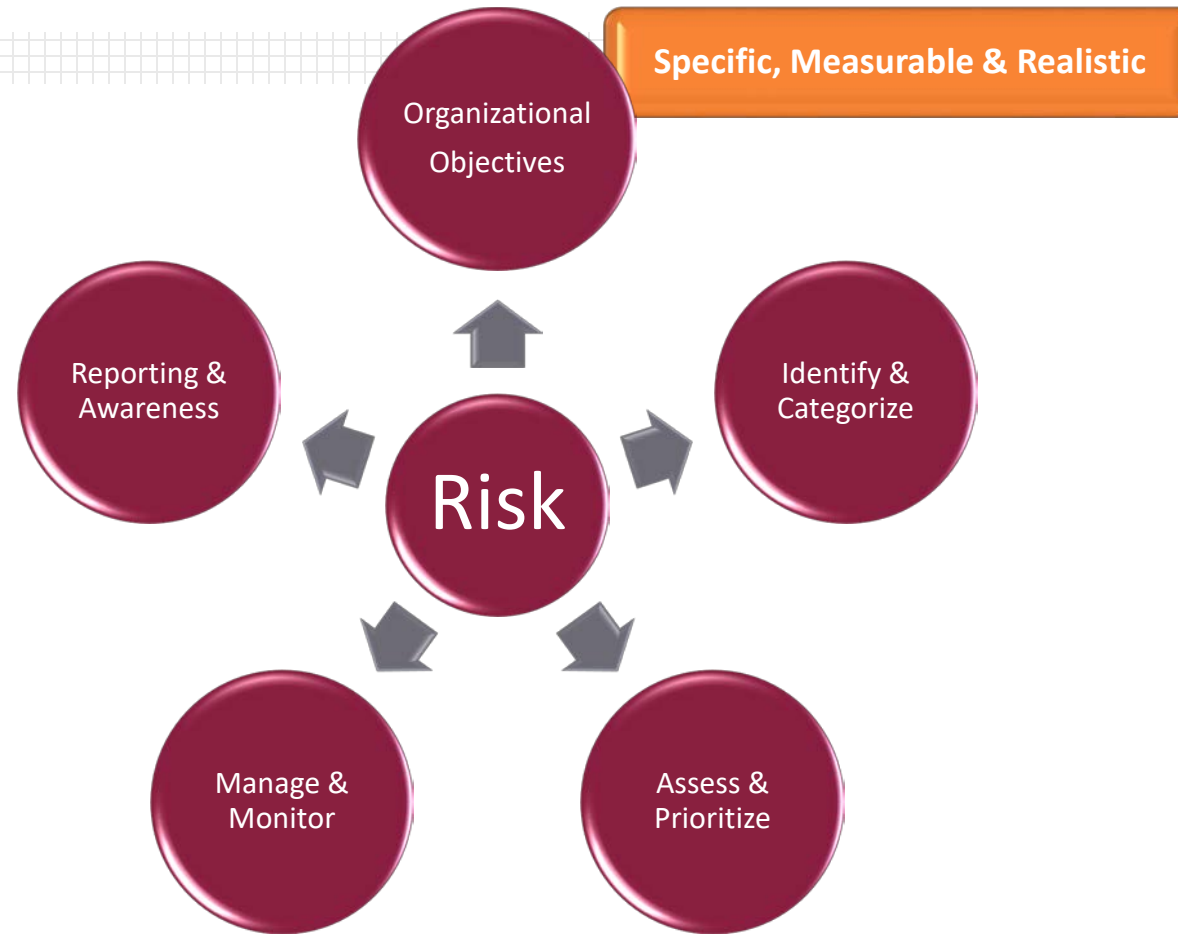 Specific, Measurable & Realistic
Organizational
Objectives
Identify &
Categorize
Assess &
Prioritize
Manage &
Monitor
Reporting &
Awareness
Risk